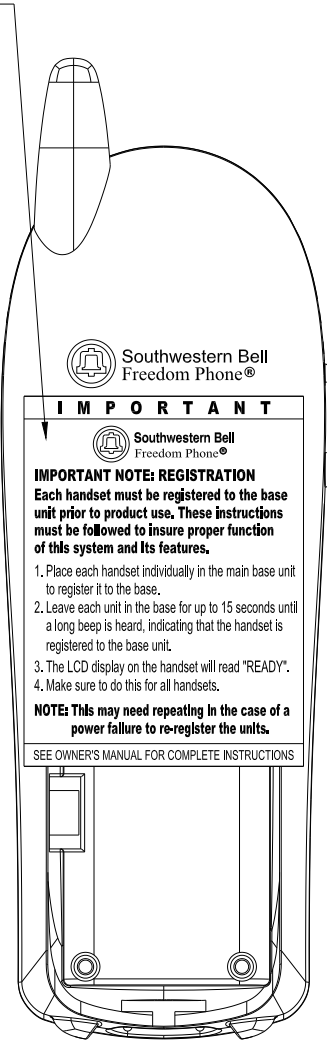 Southwestern Bell
Freedom Phone®
IMPORTANT
Southwestern Bell
Freedom Phone®
IMPORTANT NOTE: REGISTRATION
Each handset must be registered to the base
unit prior to product use. These instructions
must be followed to insure proper function
of this system and Its features.
1. Place each handset individually in the main base unit
to register it to the base.
2. Leave each unit in the base for up to 15 seconds until
a long beep is heard, indicating that the handset is
registered to the base unit.
3. The LCD display on the handset will read "READY".
4. Make sure to do this for all handsets.
NOTE: This may need repeating in the case of a
power failure to re-register the units.
SEE OWNER'S MANUAL FOR COMPLETE INSTRUCTIONS